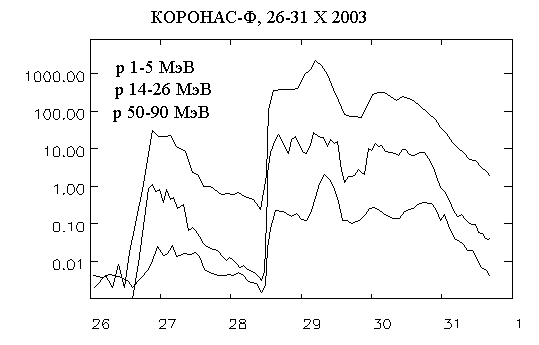 КОРОНАС-Ф, 26-31 X 2003
p 1-5 МэВ
p 14-26 МэВ
p 50-90 МэВ
1000.00
100.00
10.00
1.00
0.10
0.01
26 27 28 29 30 31 1